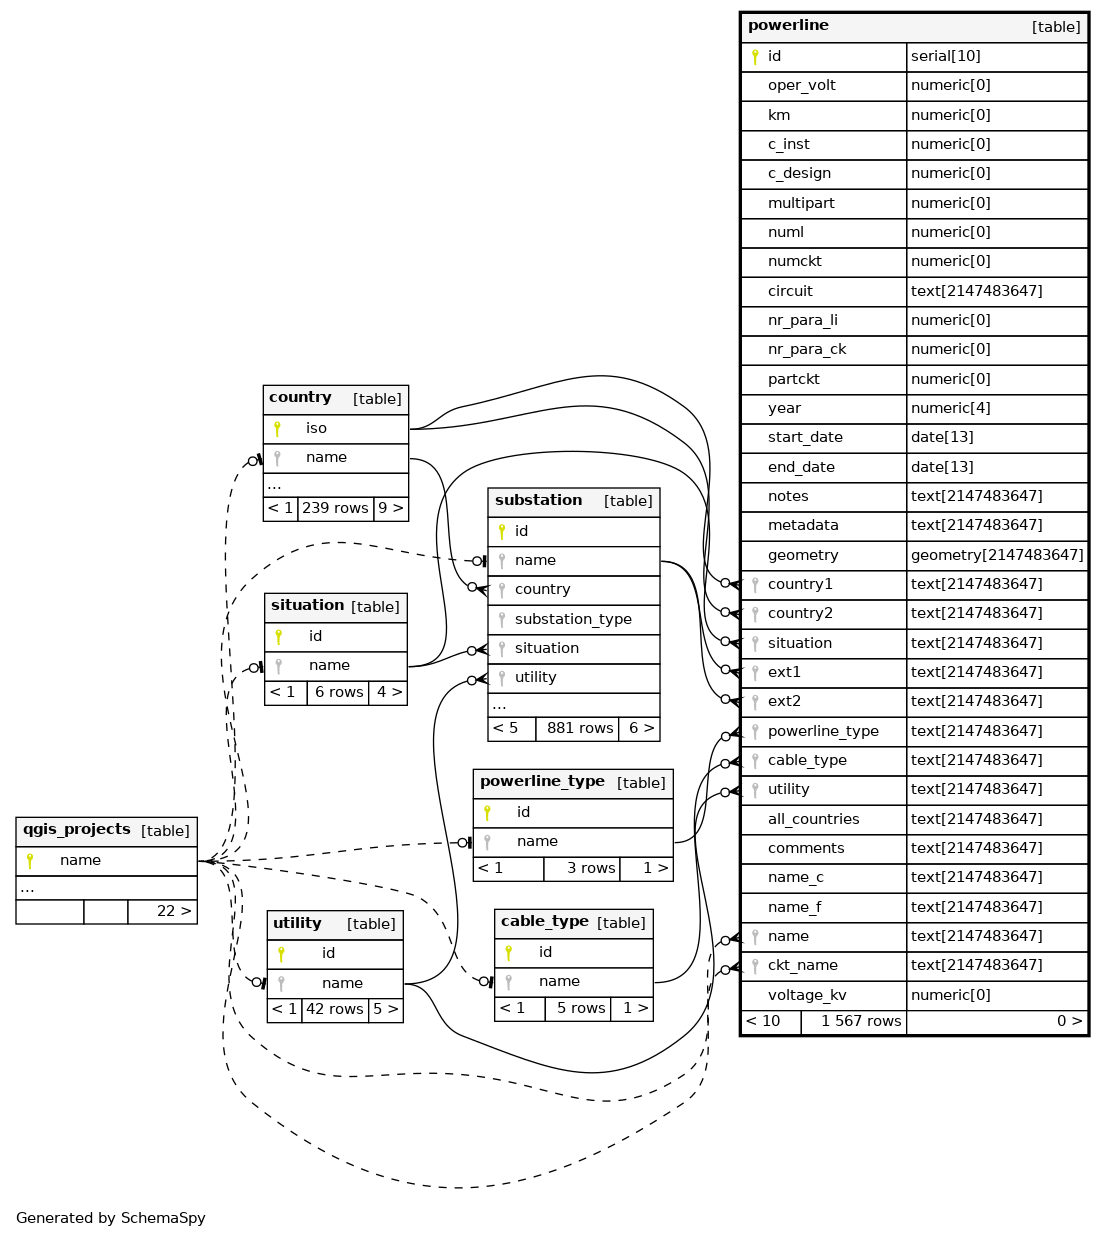 powerline [table]
id serial[10]
oper_volt numeric[0]
km numeric[0]
c_inst numeric[0]
c_design numeric[0]
multipart numeric[0]
numl numeric[0]
numckt numeric[0]
circuit text[2147483647]
nr_para_li numeric[0]
nr_para_ck numeric[0]
partckt numeric[0]
year numeric[4]
start_date date[13]
end_date date[13]
notes text[2147483647]
metadata text[2147483647]
geometry geometry[2147483647]
country1 text[2147483647]
country2 text[2147483647]
situation text[2147483647]
ext1 text[2147483647]
ext2 text[2147483647]
powerline_type text[2147483647]
cable_type text[2147483647]
utility text[2147483647]
all_countries text[2147483647]
comments text[2147483647]
name_c text[2147483647]
name_f text[2147483647]
name text[2147483647]
ckt_name text[2147483647]
voltage_kv numeric[0]
< 10 1 567 rows 0 >
country [table]
iso
name
...
< 1 239 rows 9 >
substation [table]
id
name
country
substation_type
situation
utility
...
< 5 881 rows 6 >
situation [table]
id
name
< 1 6 rows 4 >
powerline_type [table]
id
name
< 1 3 rows 1 >
qgis_projects [table]
name
...
22 >
utility [table]
id
name
< 1 42 rows 5 >
cable_type [table]
id
name
< 1 5 rows 1 >
Generated by SchemaSpy